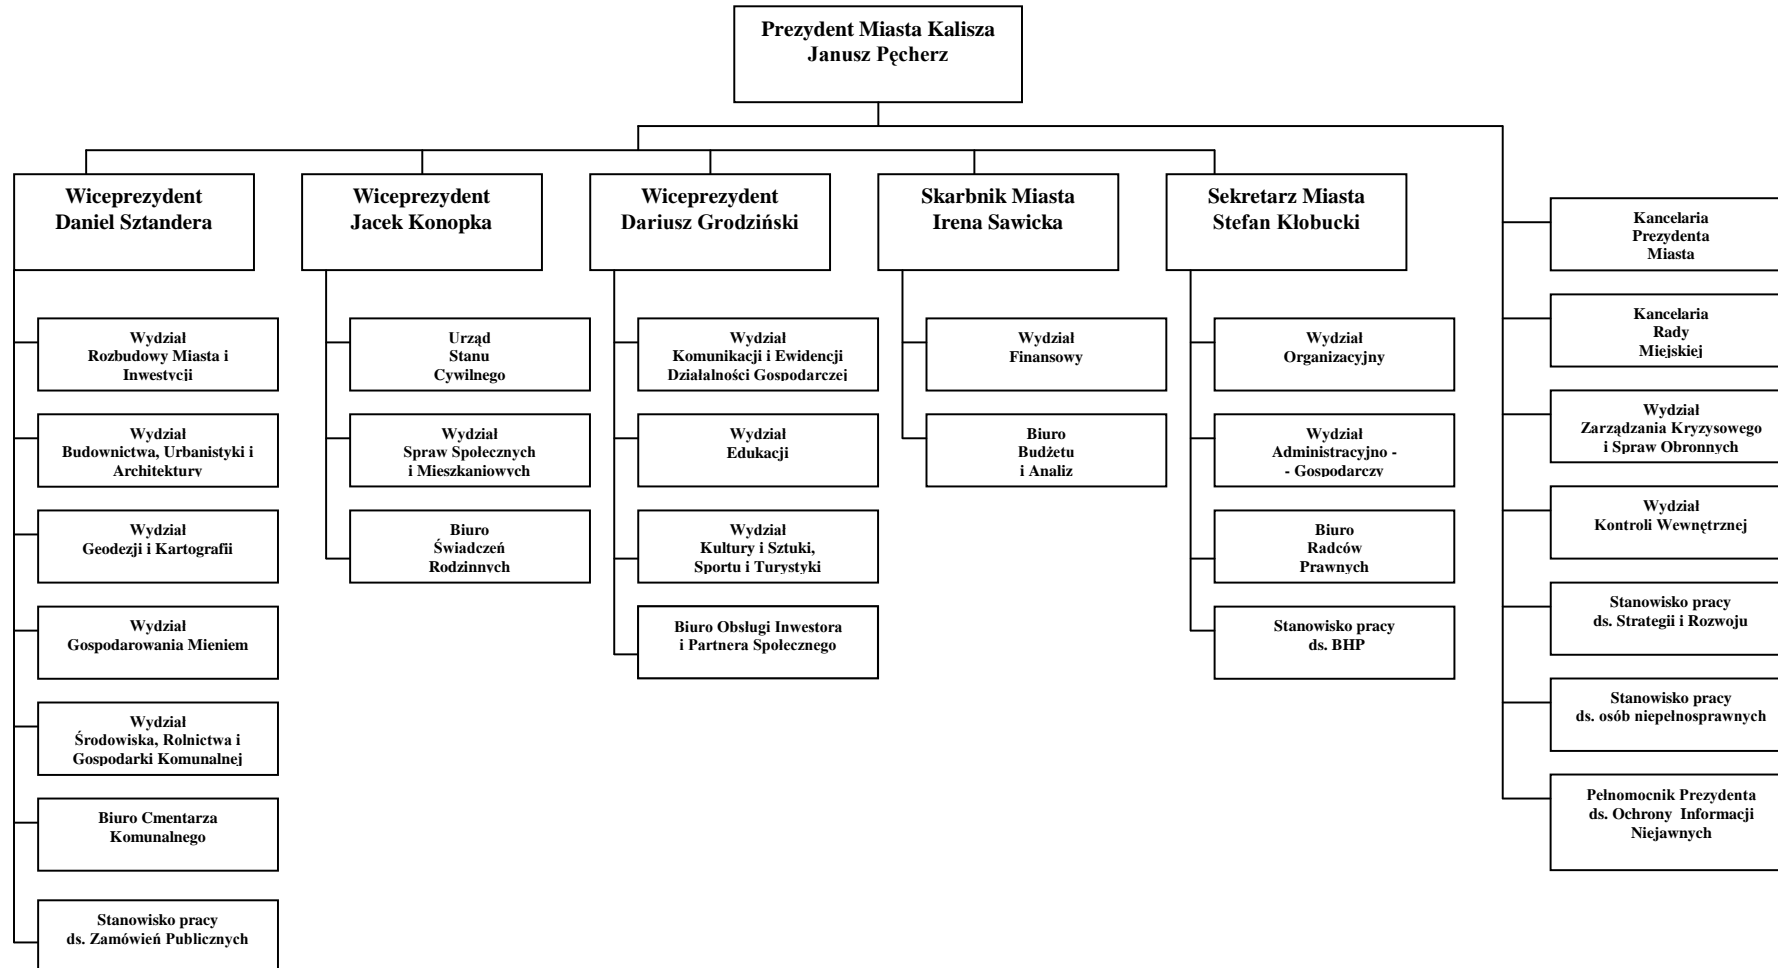 Prezydent Miasta Kalisza
Janusz Pęcherz
Wiceprezydent
Daniel Sztandera
Wiceprezydent
Jacek Konopka
Wiceprezydent
Dariusz Grodziński
Skarbnik Miasta
Irena Sawicka
Sekretarz Miasta
Stefan Kłobucki
Wydział
Rozbudowy Miasta i
Inwestycji
Wydział
Budownictwa, Urbanistyki i
Architektury
Wydział
Geodezji i Kartografii
Wydział
Gospodarowania Mieniem
Wydział
Środowiska, Rolnictwa i
Gospodarki Komunalnej
Biuro Cmentarza
Komunalnego
Stanowisko pracy
ds. Zamówień Publicznych
Urząd
Stanu
Cywilnego
Wydział
Spraw Społecznych
i Mieszkaniowych
Biuro
Świadczeń
Rodzinnych
Wydział
Komunikacji i Ewidencji
Działalności Gospodarczej
Wydział
Edukacji
Wydział
Kultury i Sztuki,
Sportu i Turystyki
Biuro Obsługi Inwestora
i Partnera Społecznego
Wydział
Finansowy
Biuro
Budżetu
i Analiz
Wydział
Organizacyjny
Wydział
Administracyjno -
- Gospodarczy
Biuro
Radców
Prawnych
Stanowisko pracy
ds. BHP
Kancelaria
Prezydenta
Miasta
Kancelaria
Rady
Miejskiej
Wydział
Zarządzania Kryzysowego
i Spraw Obronnych
Wydział
Kontroli Wewnętrznej
Stanowisko pracy
ds. Strategii i Rozwoju
Stanowisko pracy
ds. osób niepełnosprawnych
Pełnomocnik Prezydenta
ds. Ochrony Informacji
Niejawnych